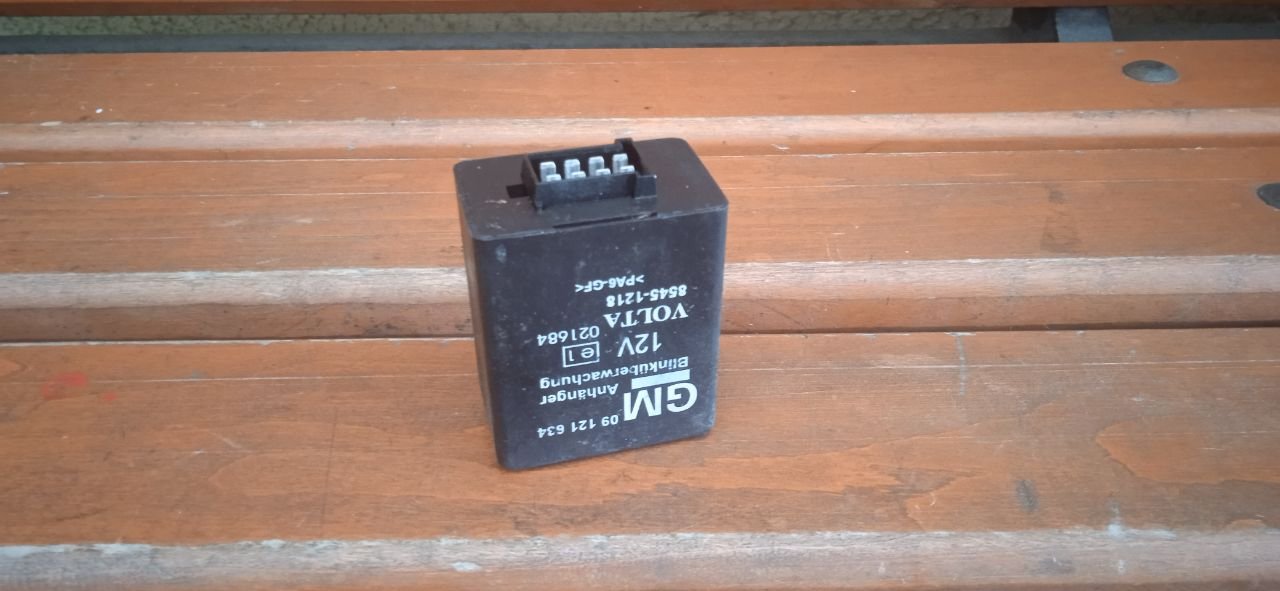 GM 09 121 634
Anhänger
Blinküberwachung
12V e1
VOLTA 021684
8545-1218
>PA6-GF<